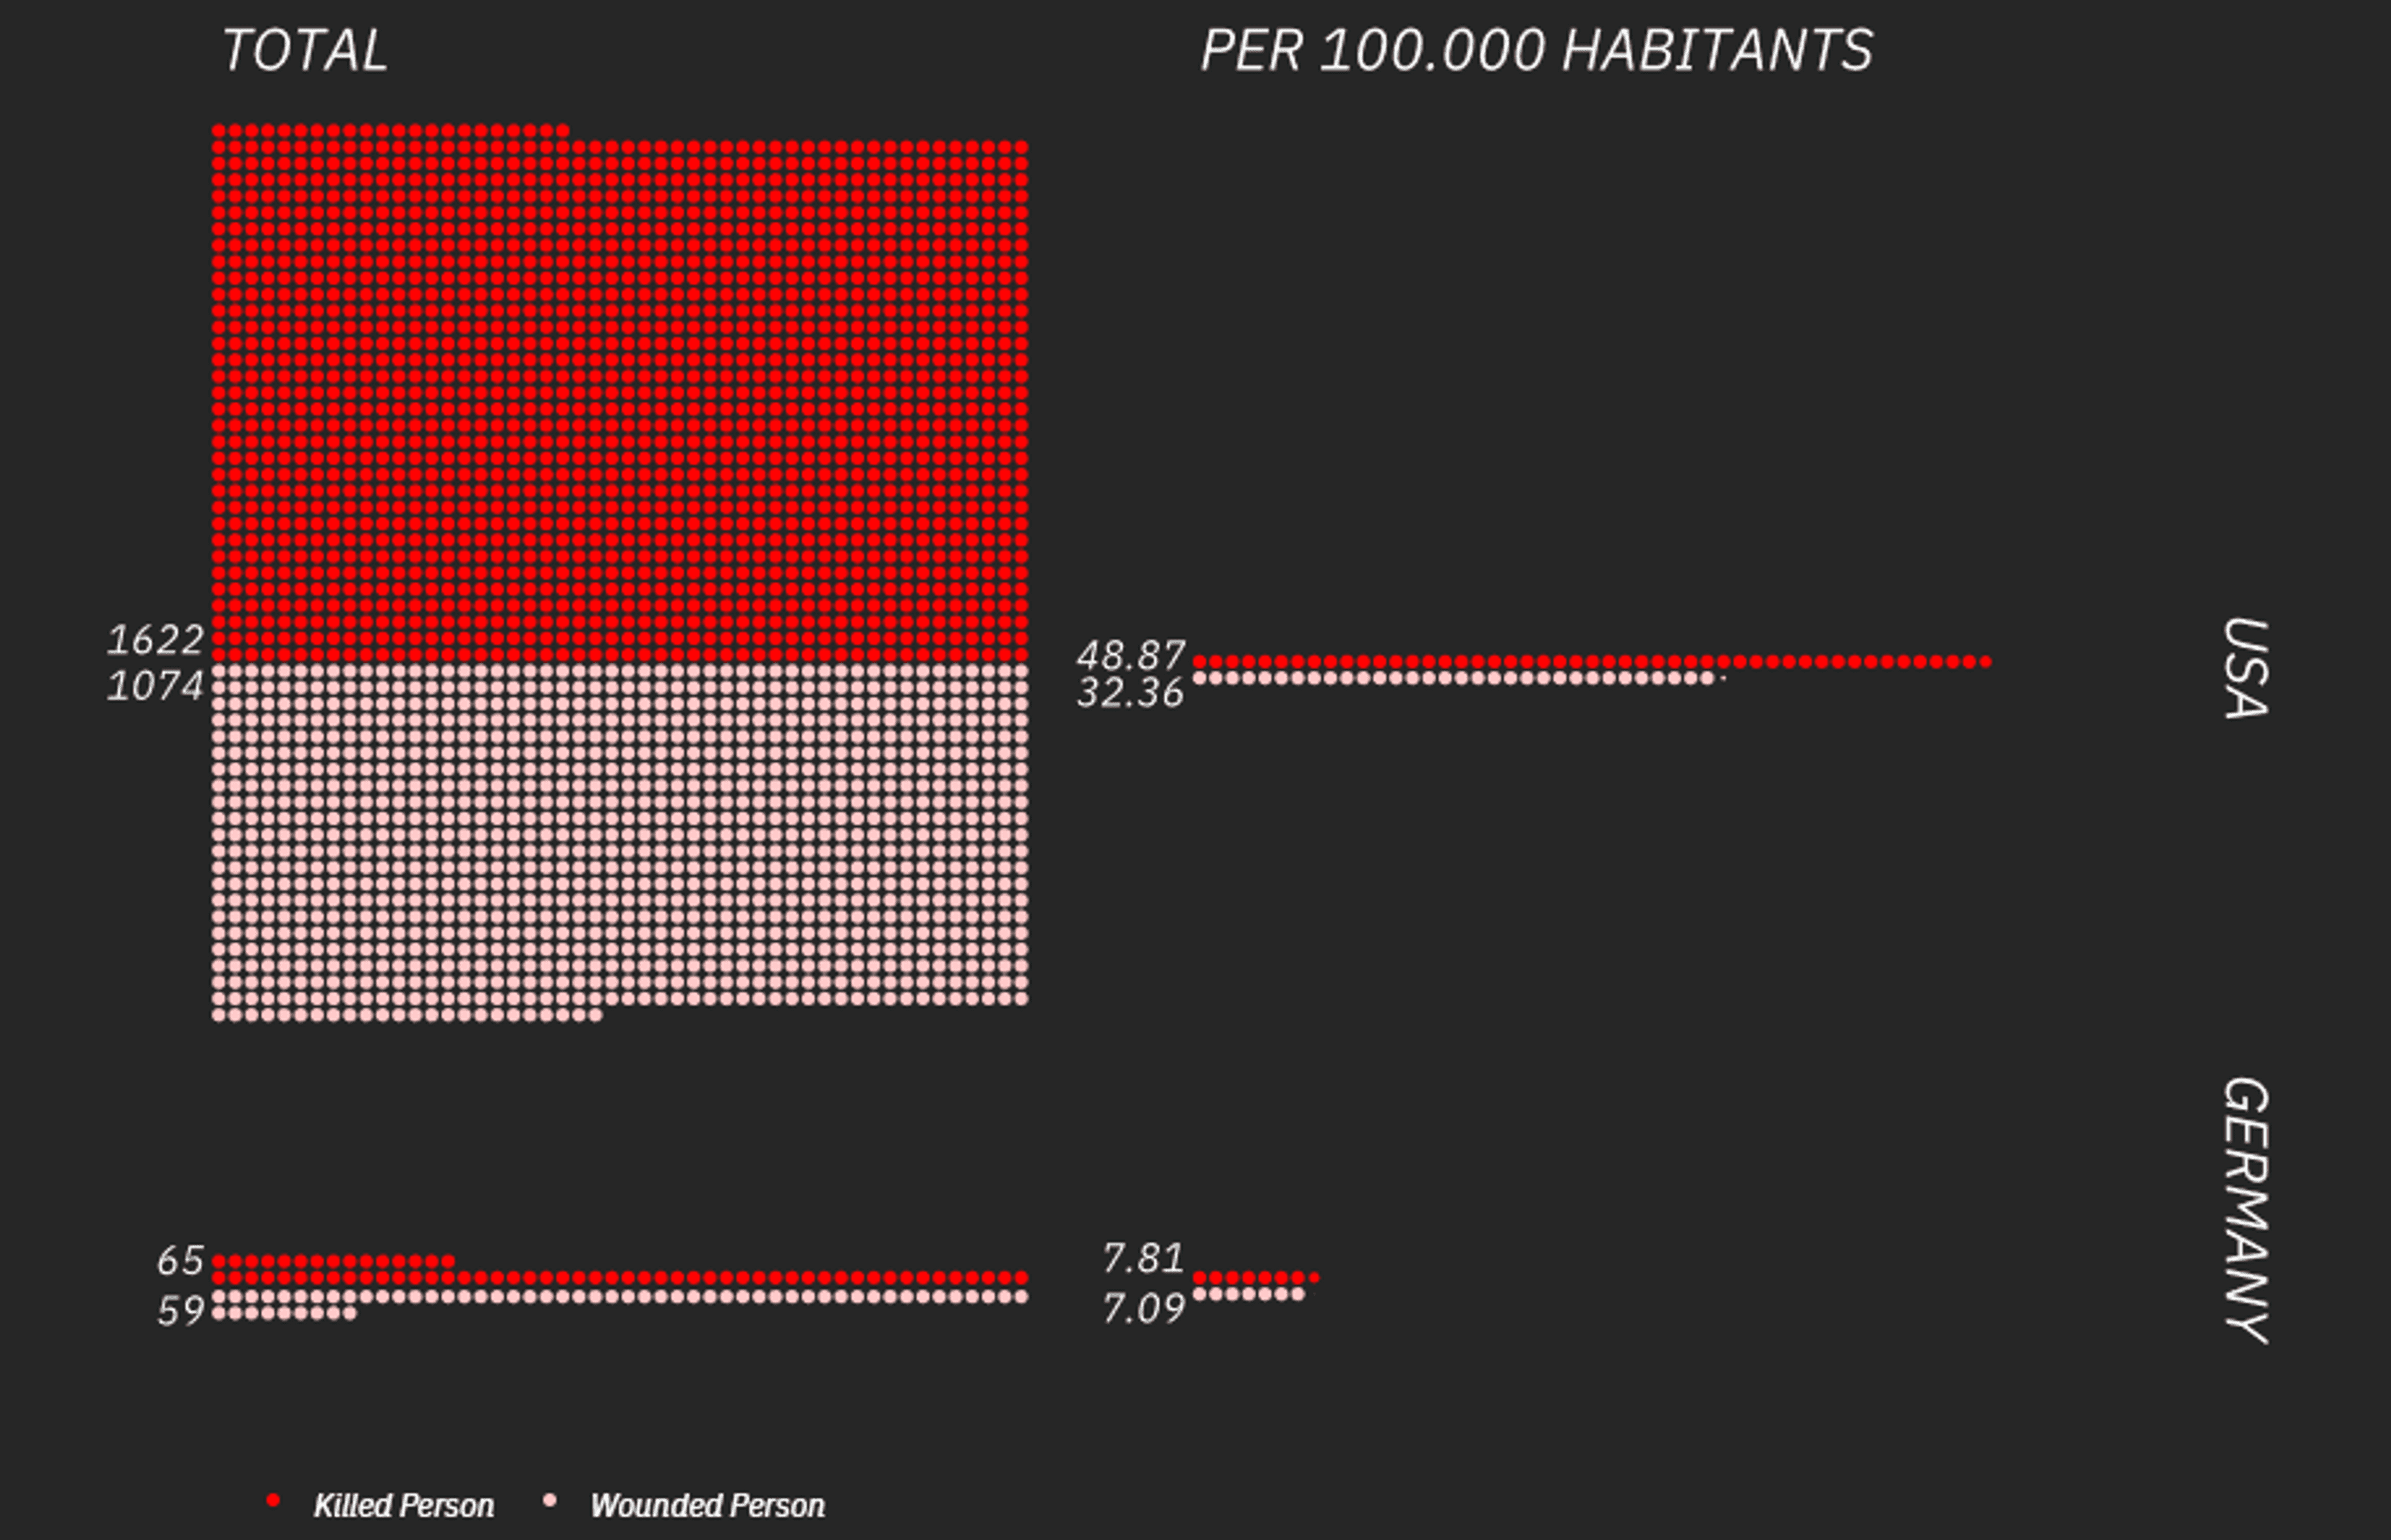 TOTAL
PER 100.000 HABITANTS
1622
1074
48.87
32.36
USA
GERMANY
65
59
7.81
7.09
Killed Person
Wounded Person